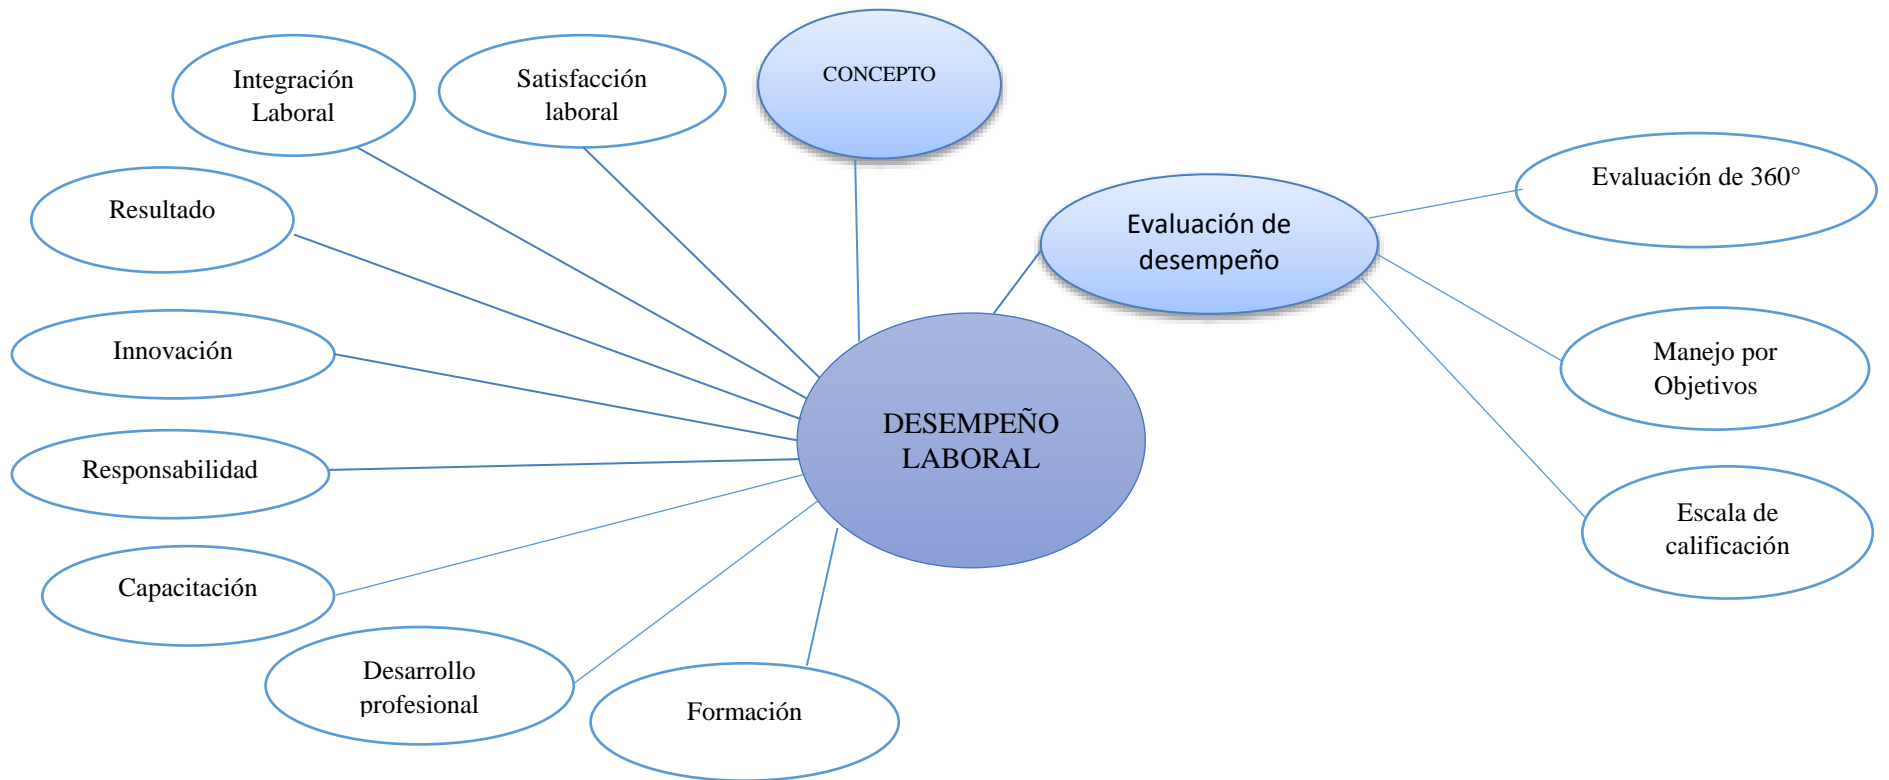 CONCEPTO
Satisfacción
laboral
Integración
Laboral
Resultado
Innovación
Responsabilidad
Capacitación
Desarrollo
profesional
Formación
DESEMPEÑO
LABORAL
Evaluación de
desempeño
Evaluación de 360°
Manejo por
Objetivos
Escala de
calificación